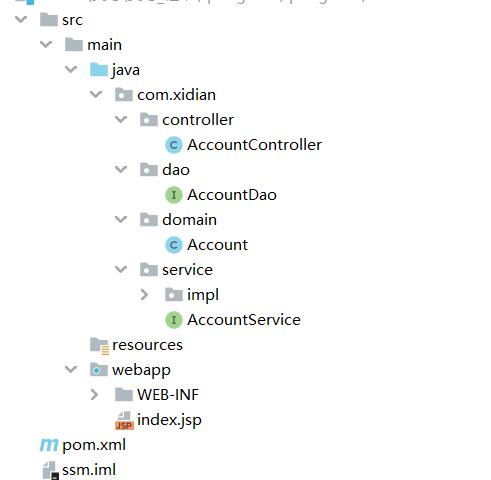 src
main
java
com.xidian
controller
C AccountController
dao
I AccountDao
domain
C Account
service
impl
I AccountService
resources
webapp
WEB-INF
JSP index.jsp
m pom.xml
ssm.iml